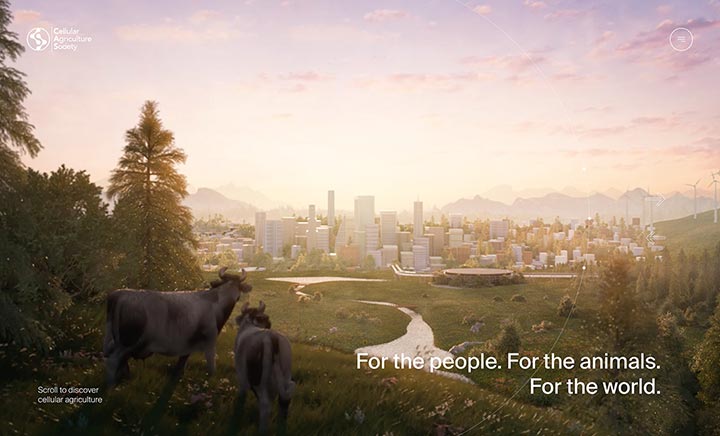 Cellular
Agriculture
Society
For the people. For the animals.
For the world.
Scroll to discover
cellular agriculture